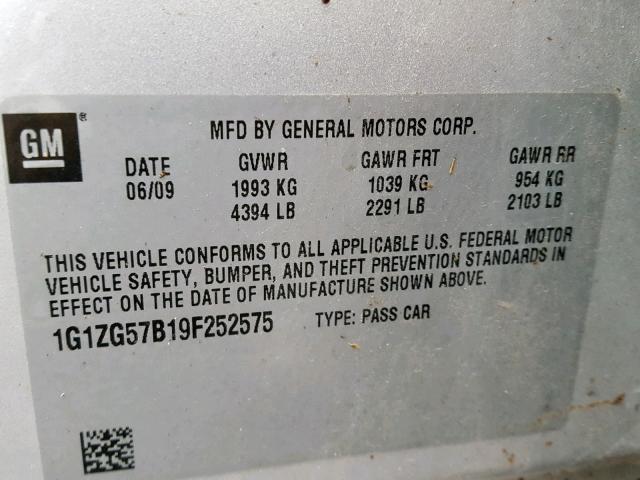 GM ®
MFD BY GENERAL MOTORS CORP.
DATE GVWR GAWR FRT GAWR RR
06/09 1993 KG 1039 KG 954 KG
4394 LB 2291 LB 2103 LB
THIS VEHICLE CONFORMS TO ALL APPLICABLE U.S. FEDERAL MOTOR
VEHICLE SAFETY, BUMPER, AND THEFT PREVENTION STANDARDS IN
EFFECT ON THE DATE OF MANUFACTURE SHOWN ABOVE.
1G1ZG57B19F252575 TYPE: PASS CAR